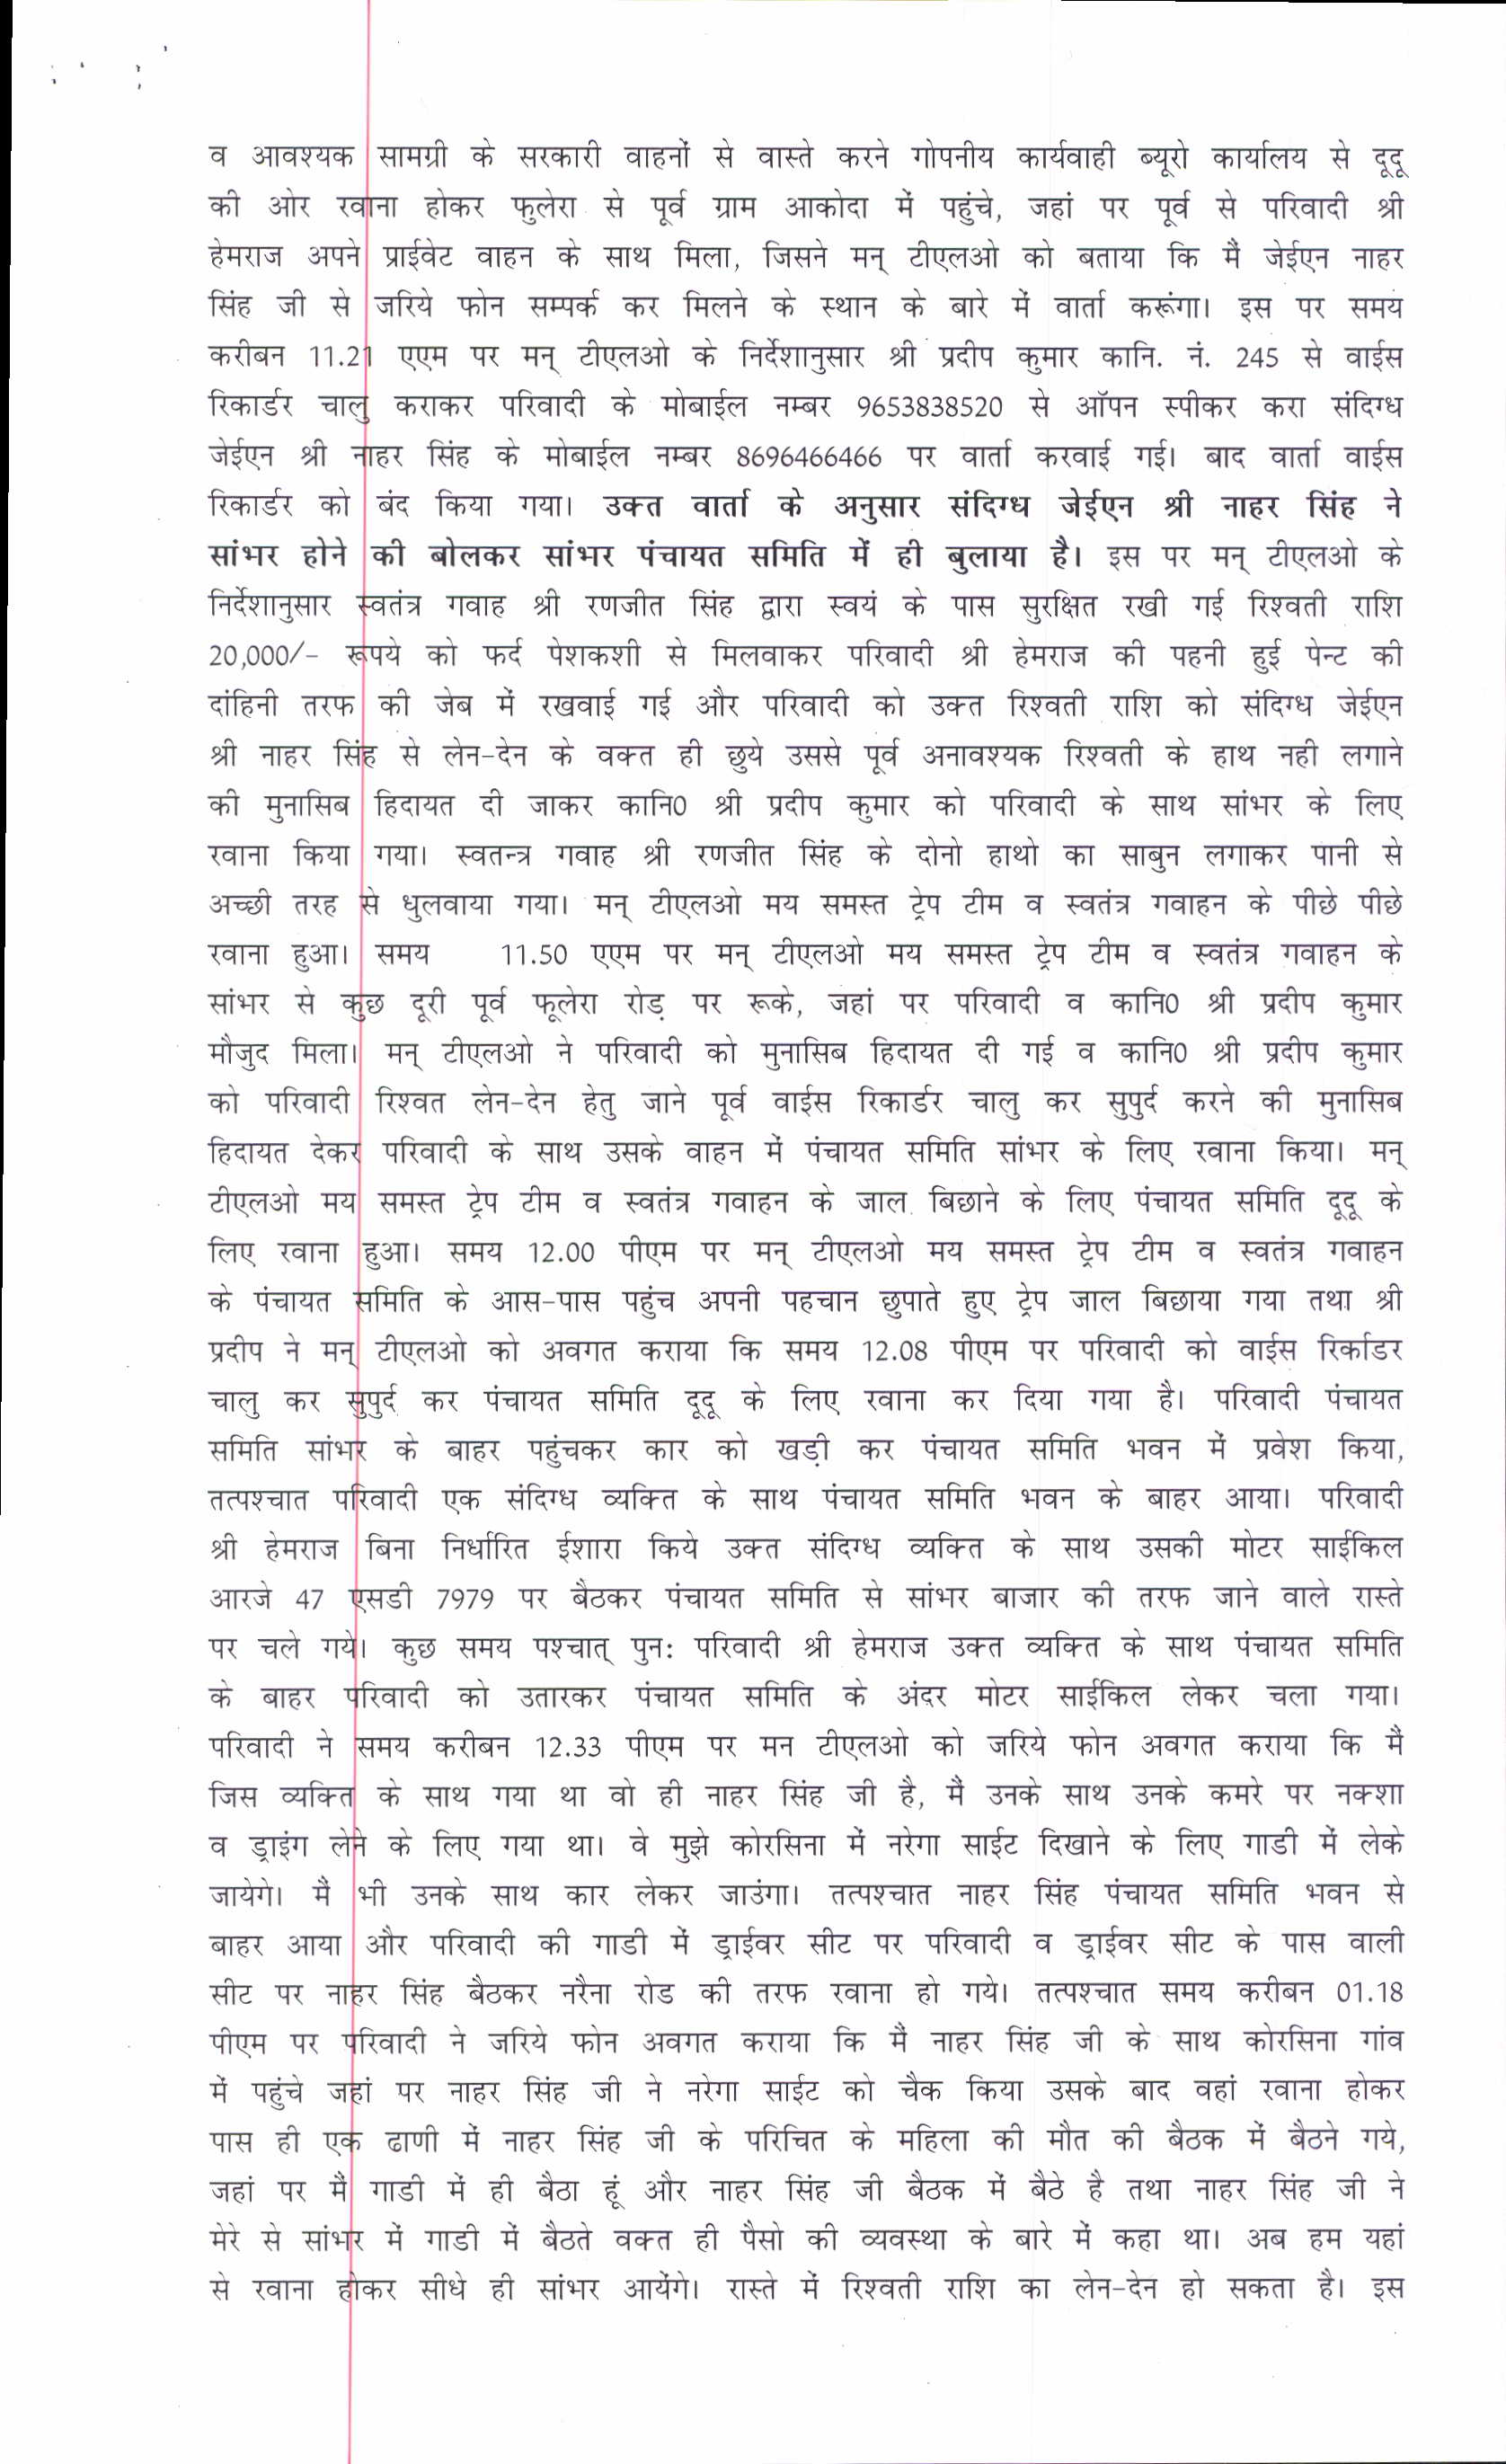 व आवश्यक सामग्री के सरकारी वाहनों से वास्ते करने गोपनीय कार्यवाही ब्यूरो कार्यालय से दूदू
की ओर रवाना होकर फुलेरा से पूर्व ग्राम आकोदा में पहुंचे, जहां पर पूर्व से परिवादी श्री
हेमराज अपने प्राईवेट वाहन के साथ मिला, जिसने मन् टीएलओ को बताया कि मैं जेईएन नाहर
सिंह जी से जरिये फोन सम्पर्क कर मिलने के स्थान के बारे में वार्ता करूंगा। इस पर समय
करीबन 11.21 एएम पर मन् टीएलओ के निर्देशानुसार श्री प्रदीप कुमार कानि. नं. 245 से वाईस
रिकार्डर चालु कराकर परिवादी के मोबाईल नम्बर 9653838520 से ऑपन स्पीकर करा संदिग्ध
जेईएन श्री नाहर सिंह के मोबाईल नम्बर 8696466466 पर वार्ता करवाई गई। बाद वार्ता वाईस
रिकार्डर को बंद किया गया। उक्त वार्ता के अनुसार संदिग्ध जेईएन श्री नाहर सिंह ने
सांभर होने की बोलकर सांभर पंचायत समिति में ही बुलाया है। इस पर मन् टीएलओ के
निर्देशानुसार स्वतंत्र गवाह श्री रणजीत सिंह द्वारा स्वयं के पास सुरक्षित रखी गई रिश्वती राशि
20,000/- रूपये को फर्द पेशकशी से मिलवाकर परिवादी श्री हेमराज की पहनी हुई पेन्ट की
दांहिनी तरफ की जेब में रखवाई गई और परिवादी को उक्त रिश्वती राशि को संदिग्ध जेईएन
श्री नाहर सिंह से लेन-देन के वक्त ही छुये उससे पूर्व अनावश्यक रिश्वती के हाथ नही लगाने
की मुनासिब हिदायत दी जाकर कानि0 श्री प्रदीप कुमार को परिवादी के साथ सांभर के लिए
रवाना किया गया। स्वतन्त्र गवाह श्री रणजीत सिंह के दोनो हाथो का साबुन लगाकर पानी से
अच्छी तरह से धुलवाया गया। मन् टीएलओ मय समस्त ट्रेप टीम व स्वतंत्र गवाहन के पीछे पीछे
रवाना हुआ। समय 11.50 एएम पर मन् टीएलओ मय समस्त ट्रेप टीम व स्वतंत्र गवाहन के
सांभर से कुछ दूरी पूर्व फूलेरा रोड़ पर रूके, जहां पर परिवादी व कानि0 श्री प्रदीप कुमार
मौजुद मिला। मन् टीएलओ ने परिवादी को मुनासिब हिदायत दी गई व कानि0 श्री प्रदीप कुमार
को परिवादी रिश्वत लेन-देन हेतु जाने पूर्व वाईस रिकार्डर चालु कर सुपुर्द करने की मुनासिब
हिदायत देकर परिवादी के साथ उसके वाहन में पंचायत समिति सांभर के लिए रवाना किया। मन्
टीएलओ मय समस्त ट्रेप टीम व स्वतंत्र गवाहन के जाल बिछाने के लिए पंचायत समिति दूदू के
लिए रवाना हुआ। समय 12.00 पीएम पर मन् टीएलओ मय समस्त ट्रेप टीम व स्वतंत्र गवाहन
के पंचायत समिति के आस-पास पहुंच अपनी पहचान छुपाते हुए ट्रेप जाल बिछाया गया तथा श्री
प्रदीप ने मन् टीएलओ को अवगत कराया कि समय 12.08 पीएम पर परिवादी को वाईस रिर्काडर
चालु कर सुपुर्द कर पंचायत समिति दूदू के लिए रवाना कर दिया गया है। परिवादी पंचायत
समिति सांभर के बाहर पहुंचकर कार को खड़ी कर पंचायत समिति भवन में प्रवेश किया,
तत्पश्चात परिवादी एक संदिग्ध व्यक्ति के साथ पंचायत समिति भवन के बाहर आया। परिवादी
श्री हेमराज बिना निर्धारित ईशारा किये उक्त संदिग्ध व्यक्ति के साथ उसकी मोटर साईकिल
आरजे 47 एसडी 7979 पर बैठकर पंचायत समिति से सांभर बाजार की तरफ जाने वाले रास्ते
पर चले गये। कुछ समय पश्चात् पुनः परिवादी श्री हेमराज उक्त व्यक्ति के साथ पंचायत समिति
के बाहर परिवादी को उतारकर पंचायत समिति के अंदर मोटर साईकिल लेकर चला गया।
परिवादी ने समय करीबन 12.33 पीएम पर मन टीएलओ को जरिये फोन अवगत कराया कि मैं
जिस व्यक्ति के साथ गया था वो ही नाहर सिंह जी है, मैं उनके साथ उनके कमरे पर नक्शा
व ड्राइंग लेने के लिए गया था। वे मुझे कोरसिना में नरेगा साईट दिखाने के लिए गाडी में लेके
जायेगे। मैं भी उनके साथ कार लेकर जाउंगा। तत्पश्चात नाहर सिंह पंचायत समिति भवन से
बाहर आया और परिवादी की गाडी में ड्राईवर सीट पर परिवादी व ड्राईवर सीट के पास वाली
सीट पर नाहर सिंह बैठकर नरैना रोड की तरफ रवाना हो गये। तत्पश्चात समय करीबन 01.18
पीएम पर परिवादी ने जरिये फोन अवगत कराया कि मैं नाहर सिंह जी के साथ कोरसिना गांव
में पहुंचे जहां पर नाहर सिंह जी ने नरेगा साईट को चैक किया उसके बाद वहां रवाना होकर
पास ही एक ढाणी में नाहर सिंह जी के परिचित के महिला की मौत की बैठक में बैठने गये,
जहां पर मैं गाडी में ही बैठा हूं और नाहर सिंह जी बैठक में बैठे है तथा नाहर सिंह जी ने
मेरे से सांभर में गाडी में बैठते वक्त ही पैसो की व्यवस्था के बारे में कहा था। अब हम यहां
से रवाना होकर सीधे ही सांभर आयेंगे। रास्ते में रिश्वती राशि का लेन-देन हो सकता है। इस